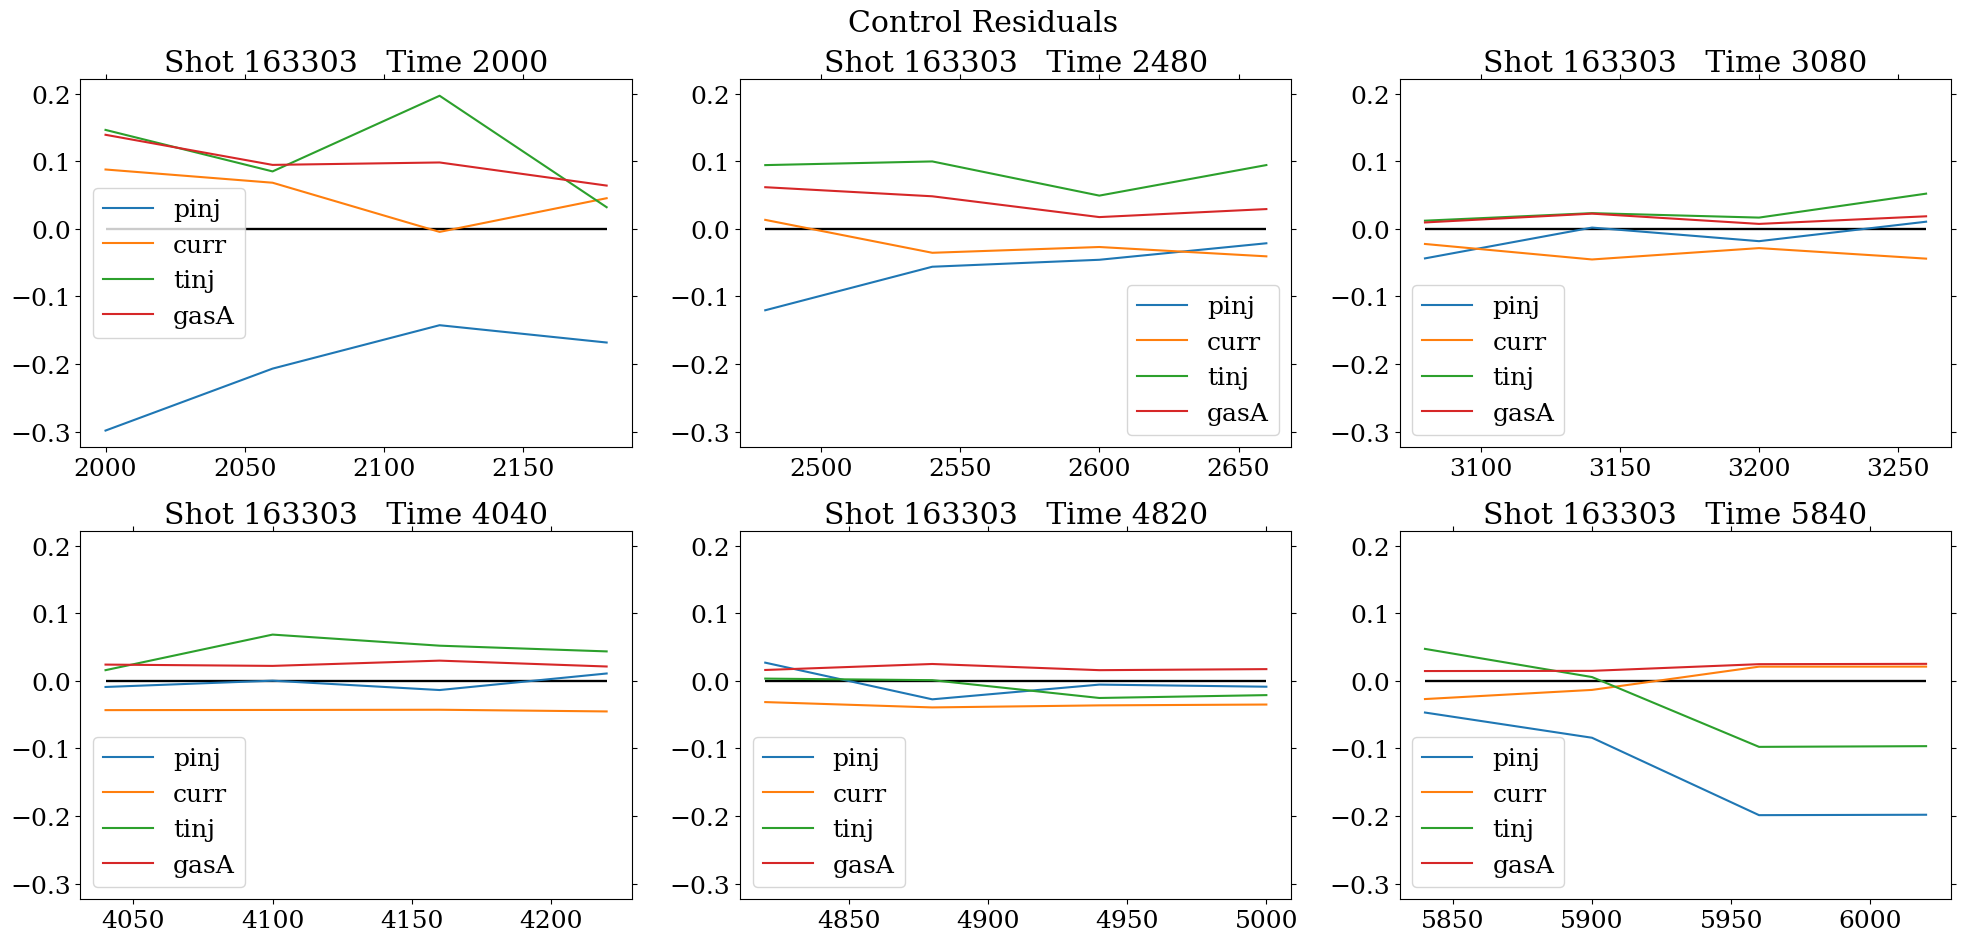 Control Residuals
Shot 163303   Time 2000
0.2
0.1
0.0
−0.1
−0.2
−0.3
pinj
curr
tinj
gasA
2000 2050 2100 2150
Shot 163303   Time 2480
0.2
0.1
0.0
−0.1
−0.2
−0.3
pinj
curr
tinj
gasA
2500 2550 2600 2650
Shot 163303   Time 3080
0.2
0.1
0.0
−0.1
−0.2
−0.3
pinj
curr
tinj
gasA
3100 3150 3200 3250
Shot 163303   Time 4040
0.2
0.1
0.0
−0.1
−0.2
−0.3
pinj
curr
tinj
gasA
4050 4100 4150 4200
Shot 163303   Time 4820
0.2
0.1
0.0
−0.1
−0.2
−0.3
pinj
curr
tinj
gasA
4850 4900 4950 5000
Shot 163303   Time 5840
0.2
0.1
0.0
−0.1
−0.2
−0.3
pinj
curr
tinj
gasA
5850 5900 5950 6000